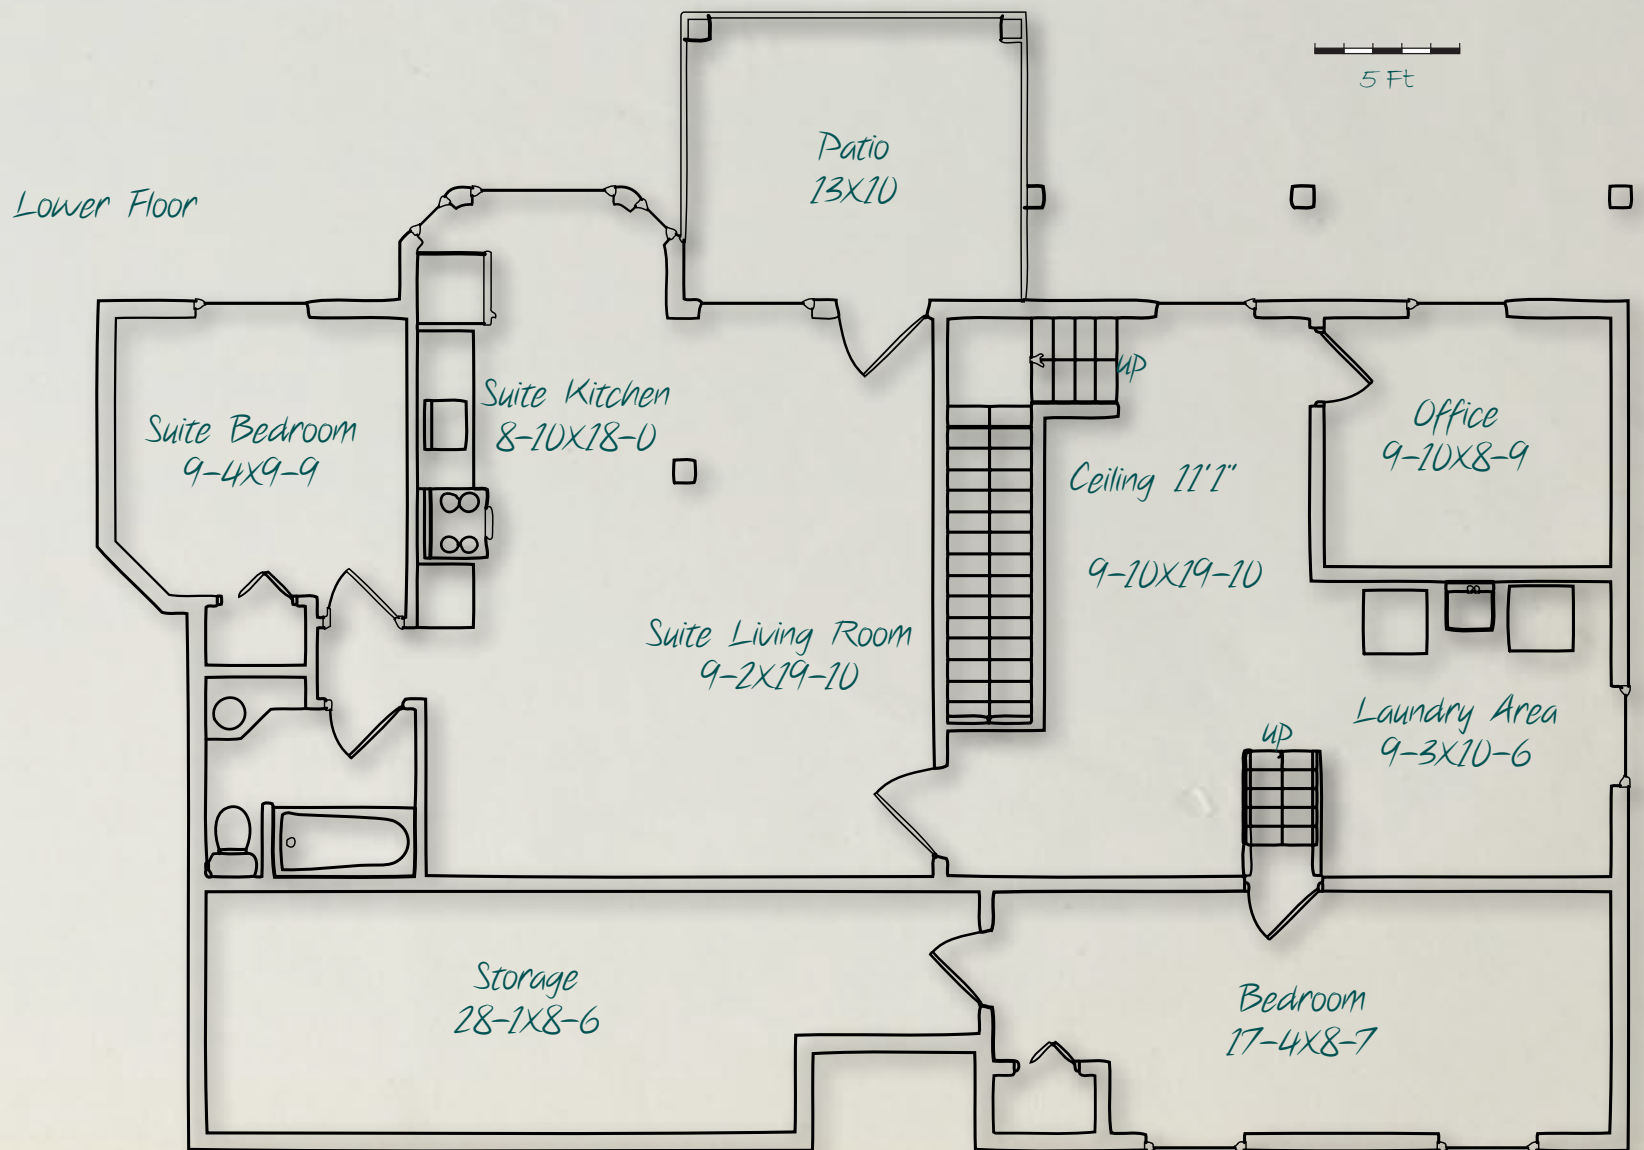 5 Ft
Patio
13X10
Lower Floor
up
Suite Kitchen
8-10X18-0
Suite Bedroom
9-4X9-9
Office
9-10X8-9
Ceiling 11'1"
9-10X19-10
Suite Living Room
9-2X19-10
Laundry Area
9-3X10-6
up
Storage
28-1X8-6
Bedroom
17-4X8-7